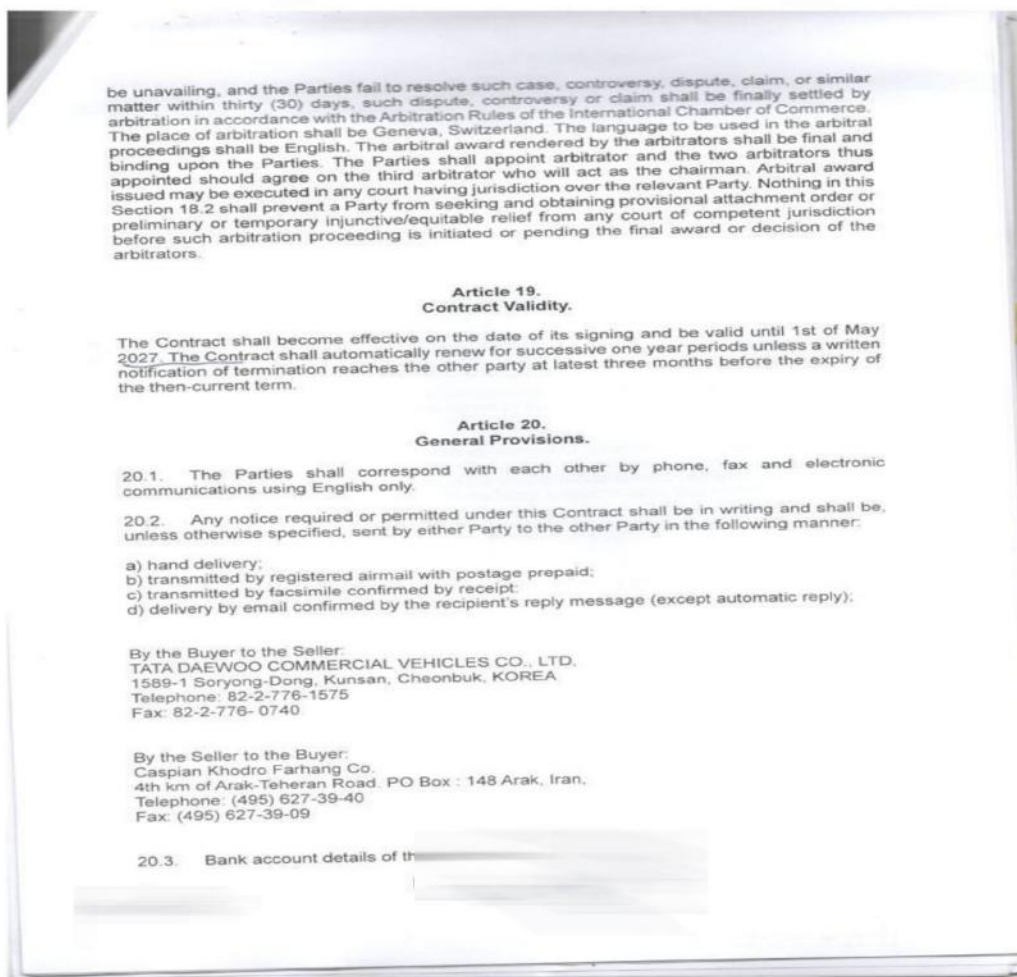 be unavailing, and the Parties fail to resolve such case, controversy, dispute, claim, or similar
matter within thirty (30) days, such dispute, controversy or claim shall be finally settled by
arbitration in accordance with the Arbitration Rules of the International Chamber of Commerce.
The place of arbitration shall be Geneva, Switzerland. The language to be used in the arbitral
proceedings shall be English. The arbitral award rendered by the arbitrators shall be final and
binding upon the Parties. The Parties shall appoint arbitrator and the two arbitrators thus
appointed should agree on the third arbitrator who will act as the chairman. Arbitral award
issued may be executed in any court having jurisdiction over the relevant Party. Nothing in this
Section 18.2 shall prevent a Party from seeking and obtaining provisional attachment order or
preliminary or temporary injunctive/equitable relief from any court of competent jurisdiction
before such arbitration proceeding is initiated or pending the final award or decision of the
arbitrators.
Article 19.
Contract Validity.
The Contract shall become effective on the date of its signing and be valid until 1st of May
2027. The Contract shall automatically renew for successive one year periods unless a written
notification of termination reaches the other party at latest three months before the expiry of
the then-current term.
Article 20.
General Provisions.
20.1. The Parties shall correspond with each other by phone, fax and electronic
communications using English only.
20.2. Any notice required or permitted under this Contract shall be in writing and shall be,
unless otherwise specified, sent by either Party to the other Party in the following manner:
a) hand delivery;
b) transmitted by registered airmail with postage prepaid;
c) transmitted by facsimile confirmed by receipt:
d) delivery by email confirmed by the recipient's reply message (except automatic reply);
By the Buyer to the Seller:
TATA DAEWOO COMMERCIAL VEHICLES CO., LTD.
1589-1 Soryong-Dong, Kunsan, Cheonbuk, KOREA
Telephone: 82-2-776-1575
Fax: 82-2-776- 0740
By the Seller to the Buyer:
Caspian Khodro Farhang Co.
4th km of Arak-Teheran Road. PO Box : 148 Arak, Iran,
Telephone: (495) 627-39-40
Fax: (495) 627-39-09
20.3. Bank account details of